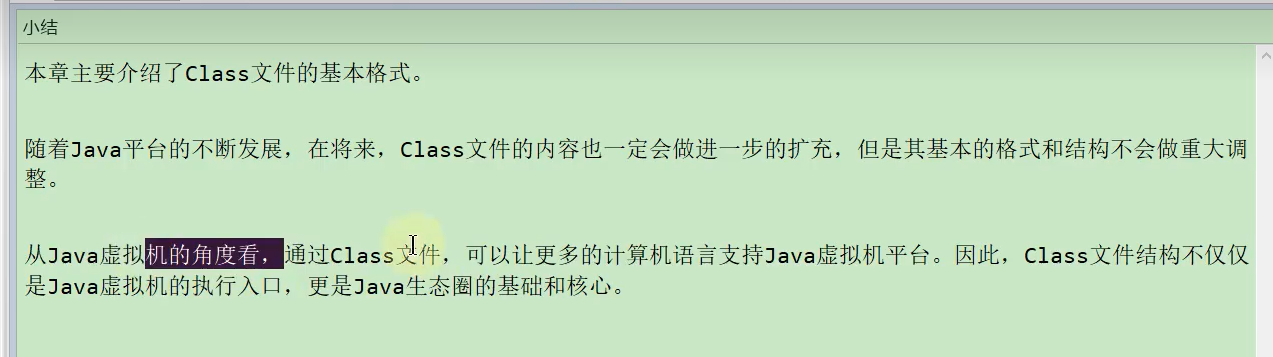 小结
本章主要介绍了Class文件的基本格式。
随着Java平台的不断发展，在将来，Class文件的内容也一定会做进一步的扩充，但是其基本的格式和结构不会做重大调
整。
从Java虚拟机的角度看，通过Class文件，可以让更多的计算机语言支持Java虚拟机平台。因此，Class文件结构不仅仅
是Java虚拟机的执行入口，更是Java生态圈的基础和核心。